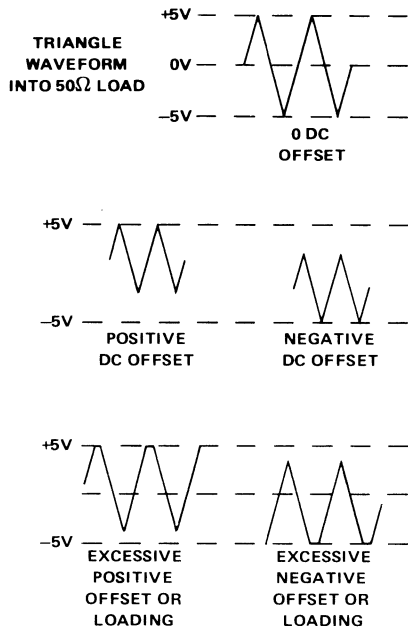 +5V
TRIANGLE
WAVEFORM
INTO 50Ω LOAD
0V
–5V
0 DC
OFFSET
+5V
–5V
POSITIVE
DC OFFSET
NEGATIVE
DC OFFSET
+5V
–5V
EXCESSIVE
POSITIVE
OFFSET OR
LOADING
EXCESSIVE
NEGATIVE
OFFSET OR
LOADING